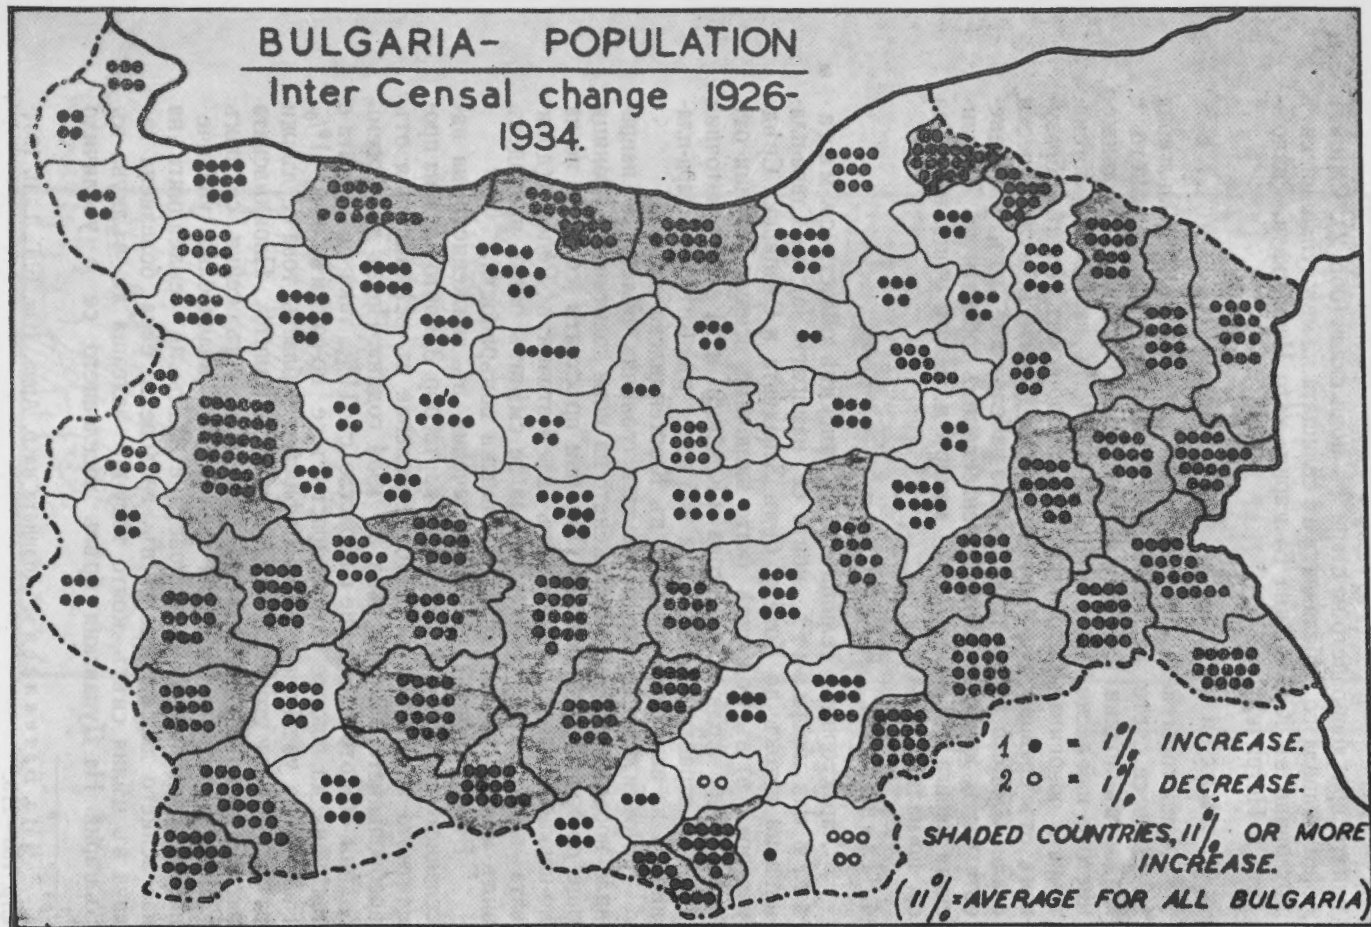 BULGARIA- POPULATION
Inter Censal change 1926-
1934.
1 ● = 1% INCREASE.
2 ○ = 1% DECREASE.
SHADED COUNTRIES, 11% OR MORE
INCREASE.
(11% = AVERAGE FOR ALL BULGARIA)